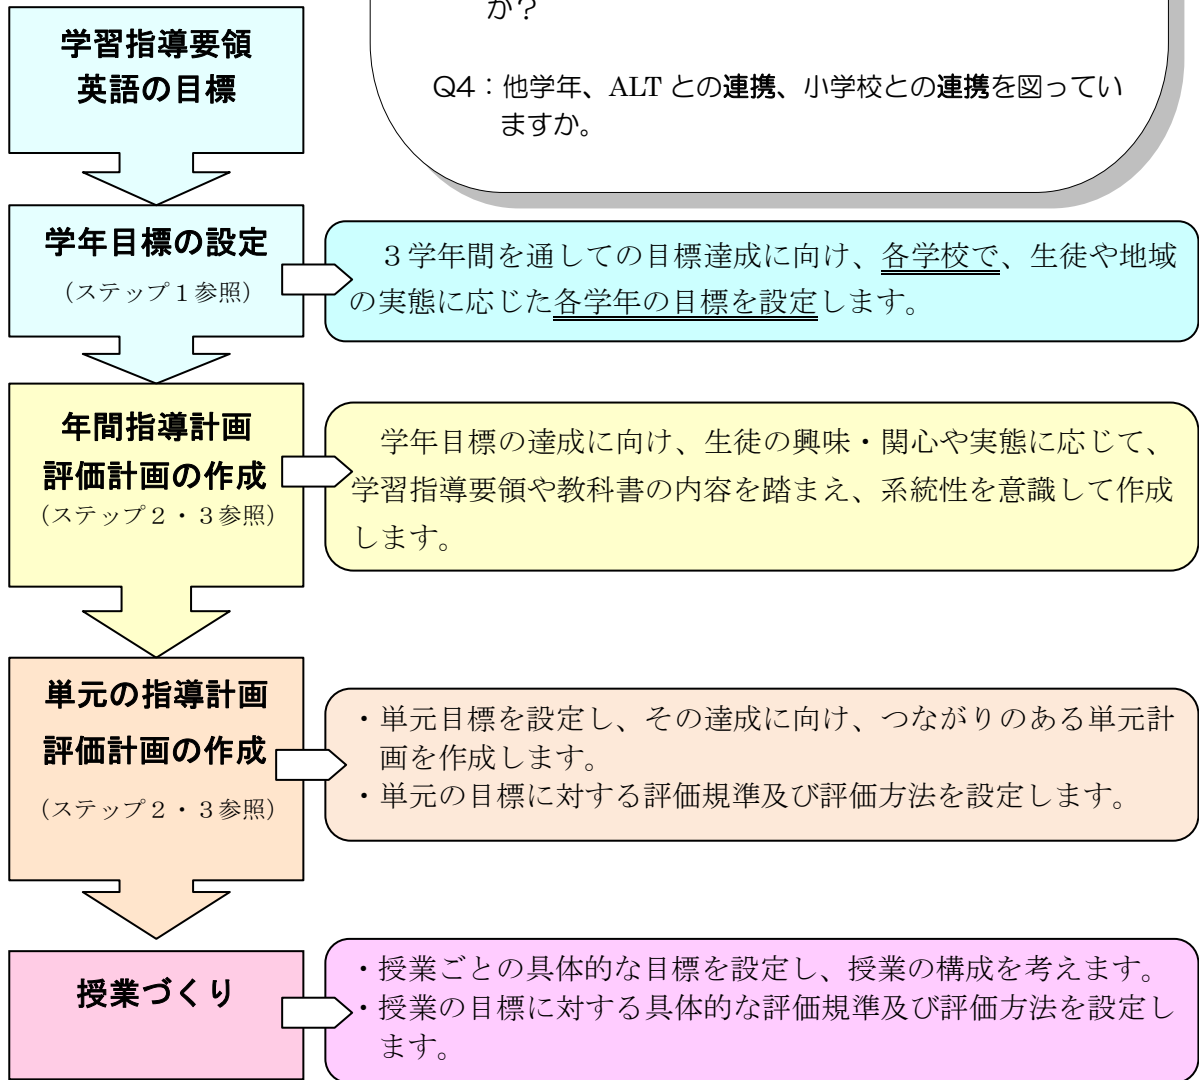 か？
Q4：他学年、ALT との連携、小学校との連携を図ってい
ますか。
学習指導要領
英語の目標
学年目標の設定
（ステップ１参照）
３学年間を通しての目標達成に向け、各学校で、生徒や地域
の実態に応じた各学年の目標を設定します。
年間指導計画
評価計画の作成
（ステップ２・３参照）
学年目標の達成に向け、生徒の興味・関心や実態に応じて、
学習指導要領や教科書の内容を踏まえ、系統性を意識して作成
します。
単元の指導計画
評価計画の作成
（ステップ２・３参照）
・単元目標を設定し、その達成に向け、つながりのある単元計
画を作成します。
・単元の目標に対する評価規準及び評価方法を設定します。
授業づくり
・授業ごとの具体的な目標を設定し、授業の構成を考えます。
・授業の目標に対する具体的な評価規準及び評価方法を設定し
ます。